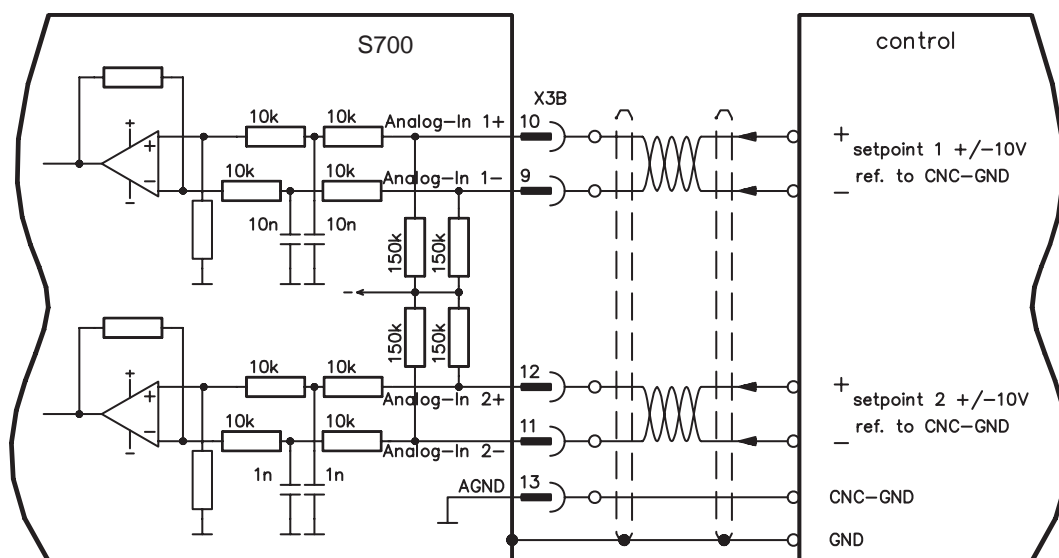 S700
control
X3B
10k
10k
Analog-In 1+
10
+
setpoint 1 +/-10V
ref. to CNC-GND
-
10k
10k
Analog-In 1-
9
+
+
-
-
10n
10n
150k
150k
-
150k
150k
10k
10k
12
Analog-In 2+
+
setpoint 2 +/-10V
ref. to CNC-GND
-
10k
10k
11
Analog-In 2-
+
+
-
-
1n
1n
AGND
13
CNC-GND
GND